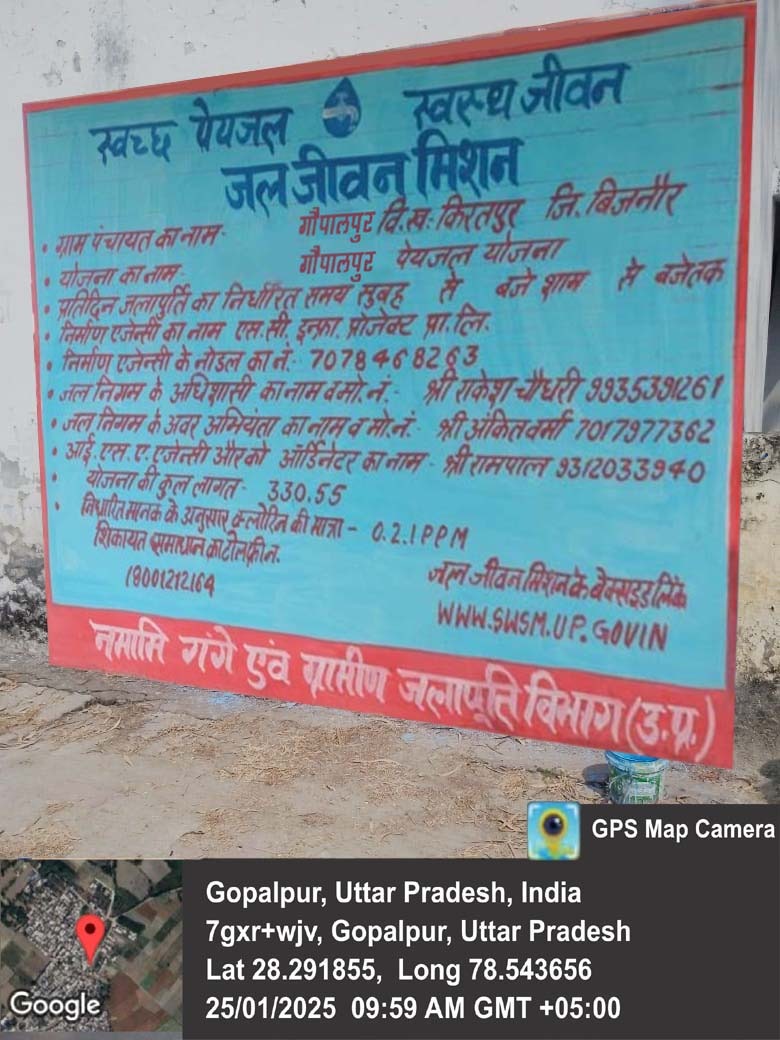 स्वच्छ पेयजल स्वस्थ जीवन
जल जीवन मिशन
• ग्राम पंचायत का नाम- गौपालपुर वि.ख. किरतपुर जि. बिजनौर
• योजना का नाम- गौपालपुर पेयजल योजना
• प्रतिदिन जलापुर्ति का निर्धारित समय सुबह से बजे शाम से बजेतक
• निर्माण एजेन्सी का नाम एस.सी. इन्फ्रा प्रोजेक्ट प्रा.लि.
• निर्माण एजेन्सी के नोडल का नं. 7078468263
• जल निगम के अधिशासी का नाम व मो.नं.- श्री राकेश चौधरी 9935391261
• जल निगम के अवर अभियंता का नाम व मो.नं.- श्री अंकित वर्मा 7017977362
• आई.एस.ए. एजेन्सी और को ऑर्डिनेटर का नाम - श्री रामपाल 9312033940
• योजना की कुल लागत- 330.55
• निर्धारित मानक के अनुसार क्लोरिन की मात्रा - 0.2.1 PPM
शिकायत समाधान का टोल फ्रीन.
18001212164
जल जीवन मिशन के बेवसाइड लिंक
WWW.SWSM.UP.GOVIN
नमामि गंगे एवं ग्रामीण जलापूर्ति विभाग (उ.प्र.)
GPS Map Camera
Gopalpur, Uttar Pradesh, India
7gxr+wjv, Gopalpur, Uttar Pradesh
Lat 28.291855, Long 78.543656
25/01/2025 09:59 AM GMT +05:00
Google